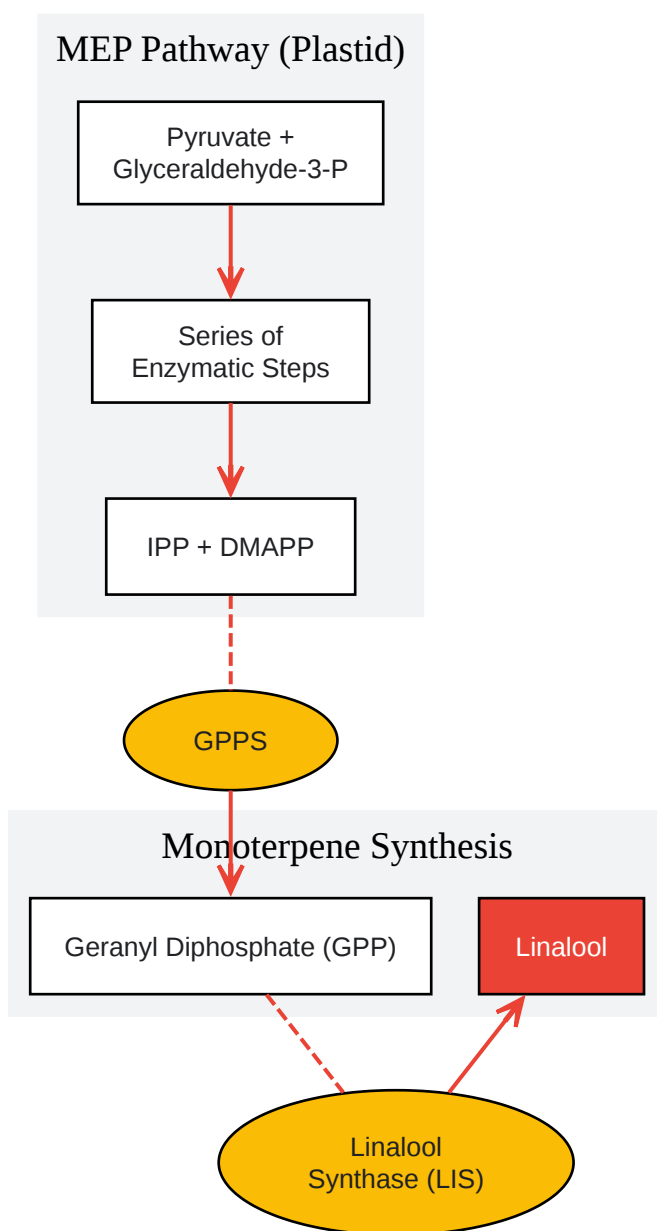 MEP Pathway (Plastid)
Pyruvate +
Glyceraldehyde-3-P
Series of
Enzymatic Steps
IPP + DMAPP
GPPS
Monoterpene Synthesis
Geranyl Diphosphate (GPP)
Linalool
Linalool
Synthase (LIS)